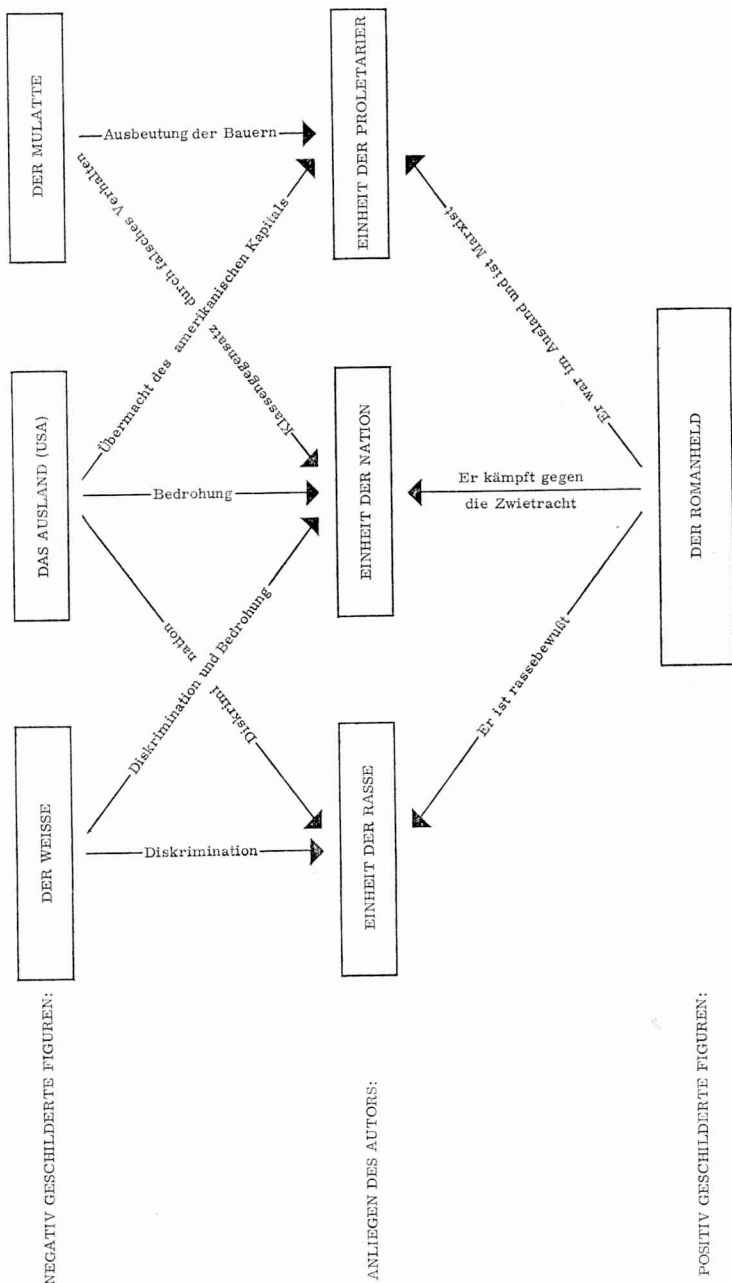 NEGATIV GESCHILDERTE FIGUREN:
DER WEISSE
DAS AUSLAND (USA)
DER MULATTE
Diskrimination
Diskrimination und Bedrohung
Diskrimi
nation
Bedrohung
Übermacht des amerikanischen Kapitals
Klassengegensatz
durch falsches Verhalten
Ausbeutung der Bauern
ANLIEGEN DES AUTORS:
EINHEIT DER RASSE
EINHEIT DER NATION
EINHEIT DER PROLETARIER
Er ist rassebewußt
Er kämpft gegen
die Zwietracht
Er war im Ausland und ist Marxist
POSITIV GESCHILDERTE FIGUREN:
DER ROMANHELD